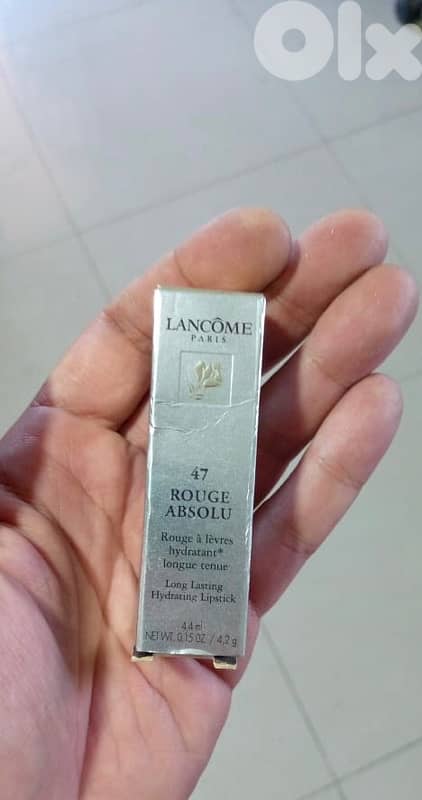 Olx
LANCÔME
PARIS
47
ROUGE
ABSOLU
Rouge à lèvres
hydratant*
longue tenue
Long Lasting
Hydrating Lipstick
4,4 ml
NET WT. 0.15 OZ / 4,2 g